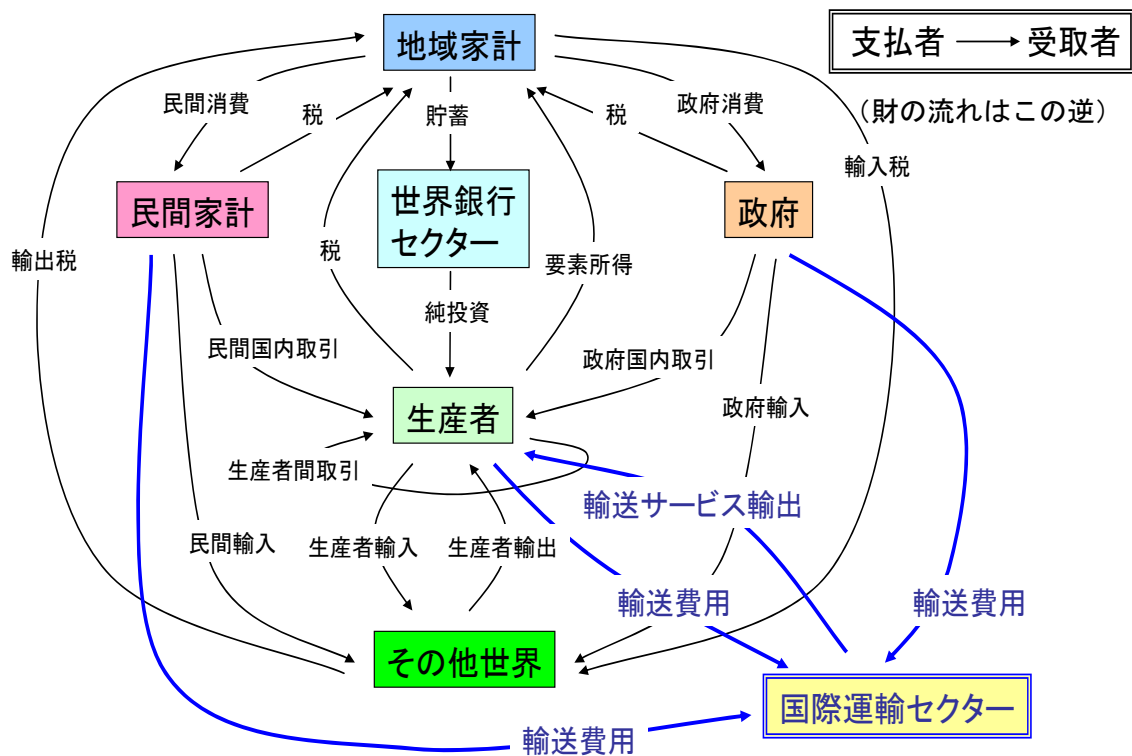 地域家計
支払者 → 受取者
(財の流れはこの逆)
民間消費
税
貯蓄
税
政府消費
輸入税
民間家計
世界銀行
セクター
政府
輸出税
税
要素所得
純投資
民間国内取引
政府国内取引
生産者
政府輸入
生産者間取引
輸送サービス輸出
民間輸入
生産者輸入
生産者輸出
輸送費用
輸送費用
その他世界
国際運輸セクター
輸送費用